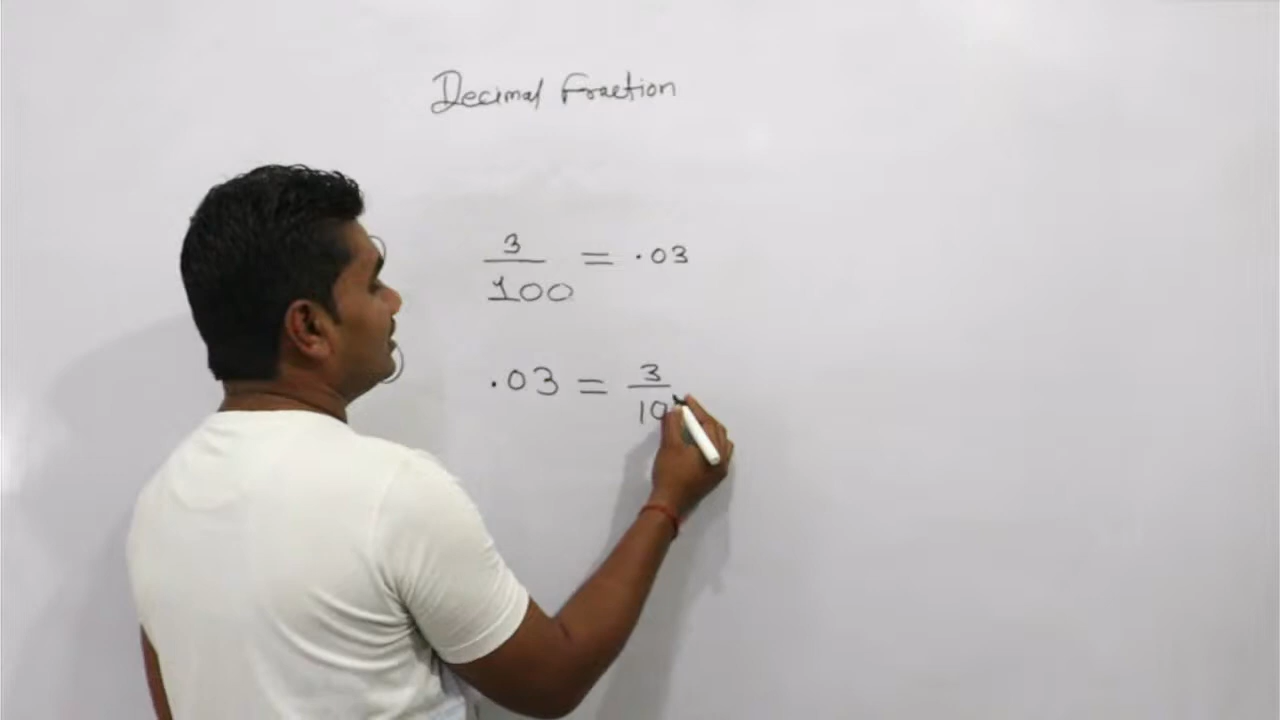 Decimal Fraction
3/100 = .03
.03 = 3/10